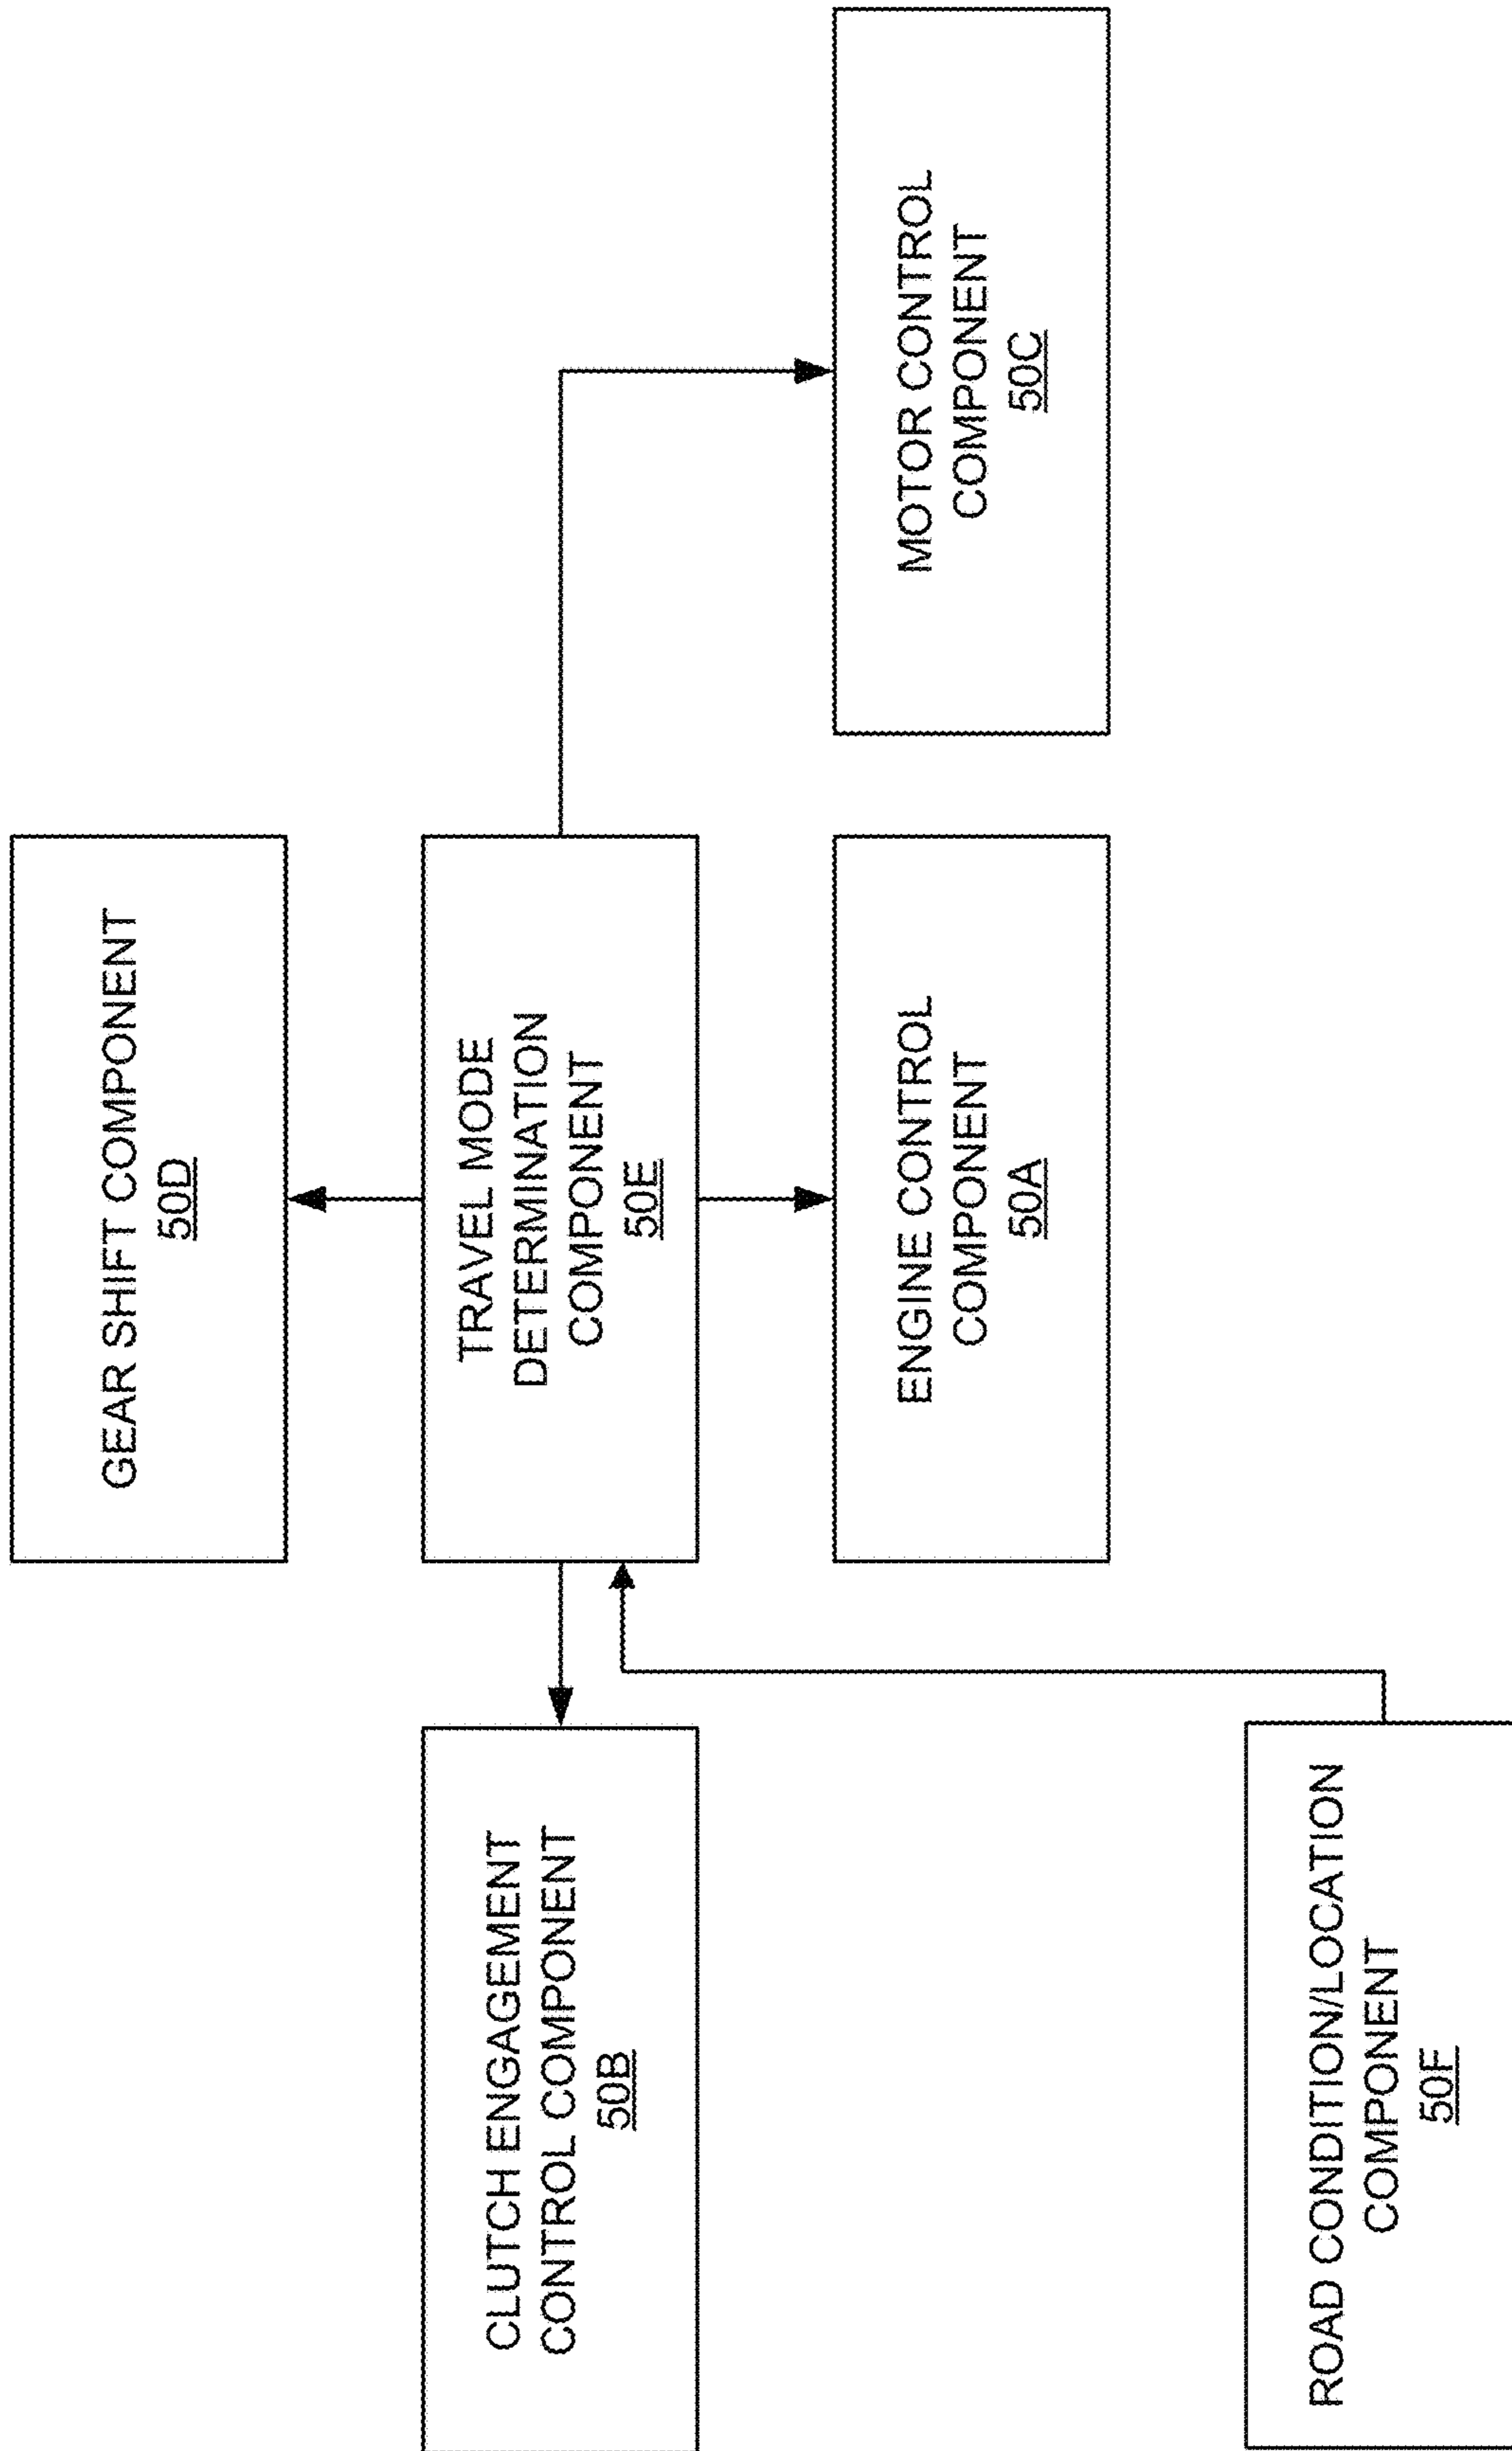 GEAR SHIFT COMPONENT
50D
CLUTCH ENGAGEMENT
CONTROL COMPONENT
50B
TRAVEL MODE
DETERMINATION
COMPONENT
50E
ENGINE CONTROL
COMPONENT
50A
MOTOR CONTROL
COMPONENT
50C
ROAD CONDITION/LOCATION
COMPONENT
50F